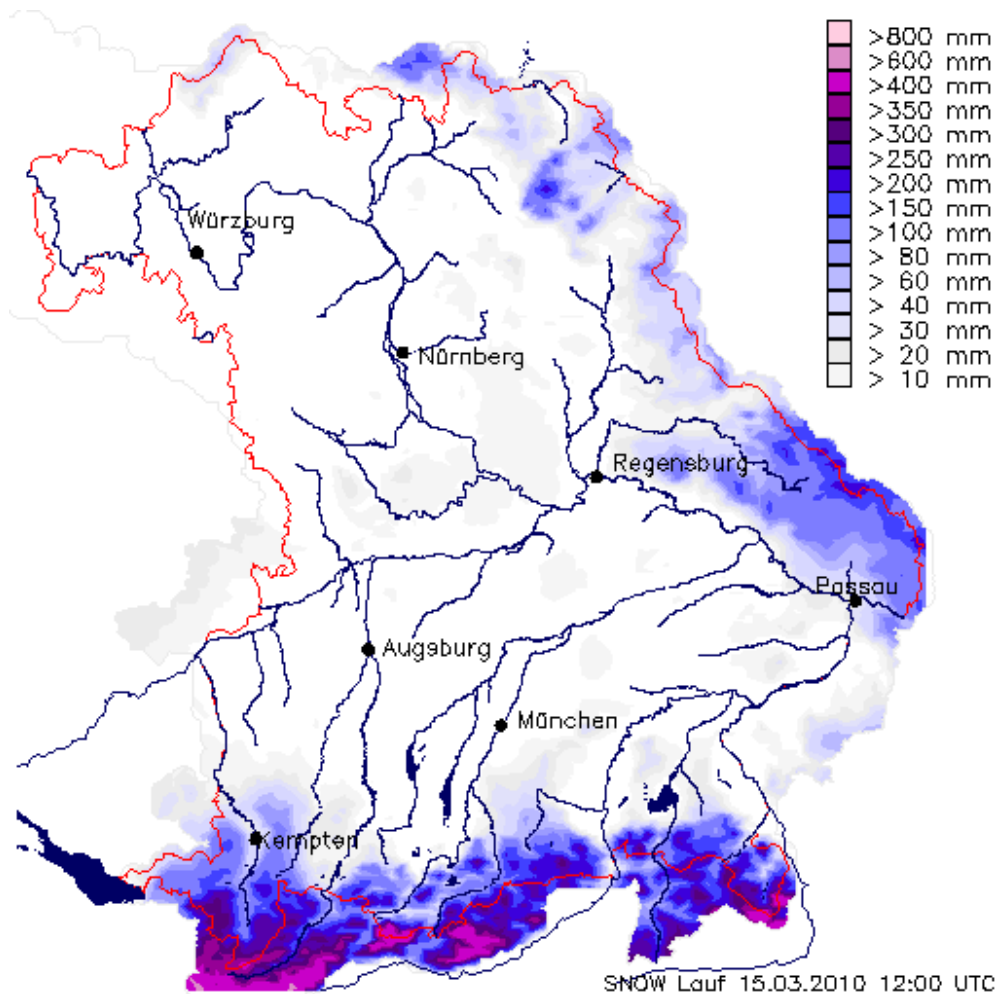 >800 mm
>600 mm
>400 mm
>350 mm
>300 mm
>250 mm
>200 mm
>150 mm
>100 mm
> 80 mm
> 60 mm
> 40 mm
> 30 mm
> 20 mm
> 10 mm
Würzburg
Nürnberg
Regensburg
Passau
Augsburg
München
Kempten
SNOW Lauf 15.03.2010 12:00 UTC